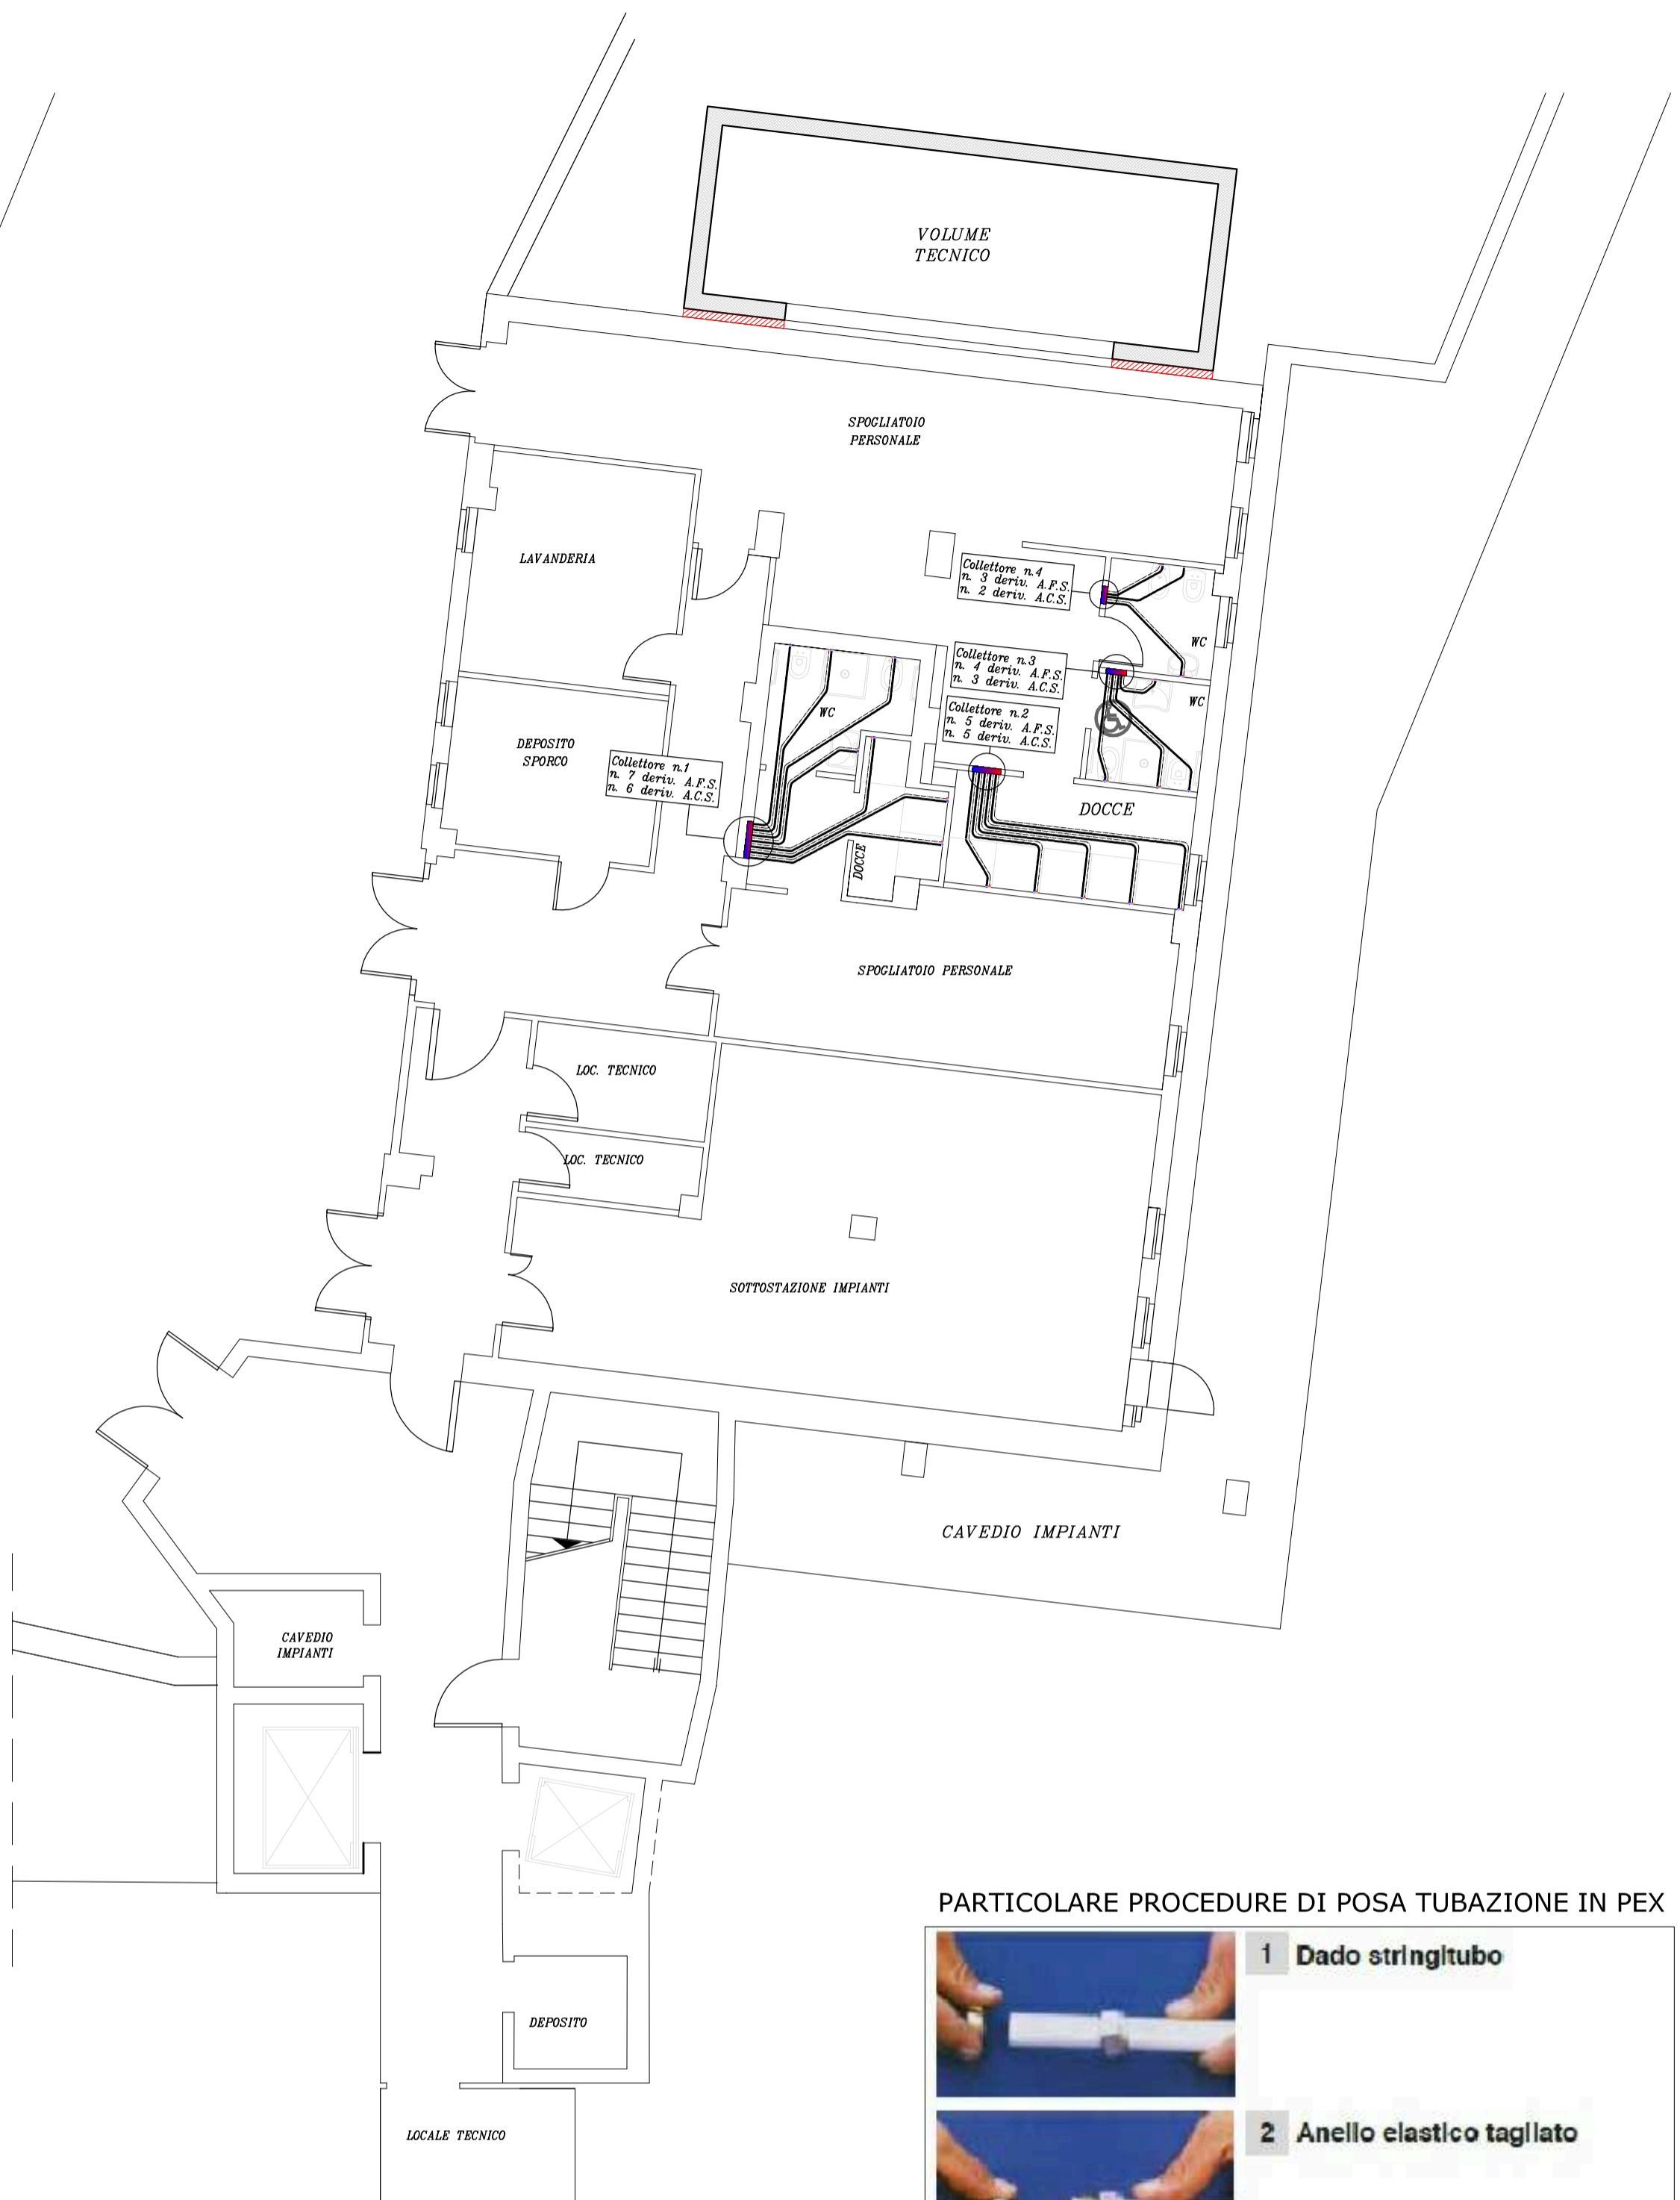 VOLUME
TECNICO
SPOGLIATOIO
PERSONALE
LAVANDERIA
Collettore n.4
n. 3 deriv. A.F.S.
n. 2 deriv. A.C.S.
WC
Collettore n.3
n. 4 deriv. A.F.S.
n. 3 deriv. A.C.S.
WC
Collettore n.2
n. 5 deriv. A.F.S.
n. 5 deriv. A.C.S.
WC
DEPOSITO
SPORCO
Collettore n.1
n. 7 deriv. A.F.S.
n. 6 deriv. A.C.S.
DOCCE
DOCCE
SPOGLIATOIO PERSONALE
LOC. TECNICO
LOC. TECNICO
SOTTOSTAZIONE IMPIANTI
CAVEDIO IMPIANTI
CAVEDIO
IMPIANTI
DEPOSITO
LOCALE TECNICO
PARTICOLARE PROCEDURE DI POSA TUBAZIONE IN PEX
1 Dado stringitubo
2 Anello elastico tagliato